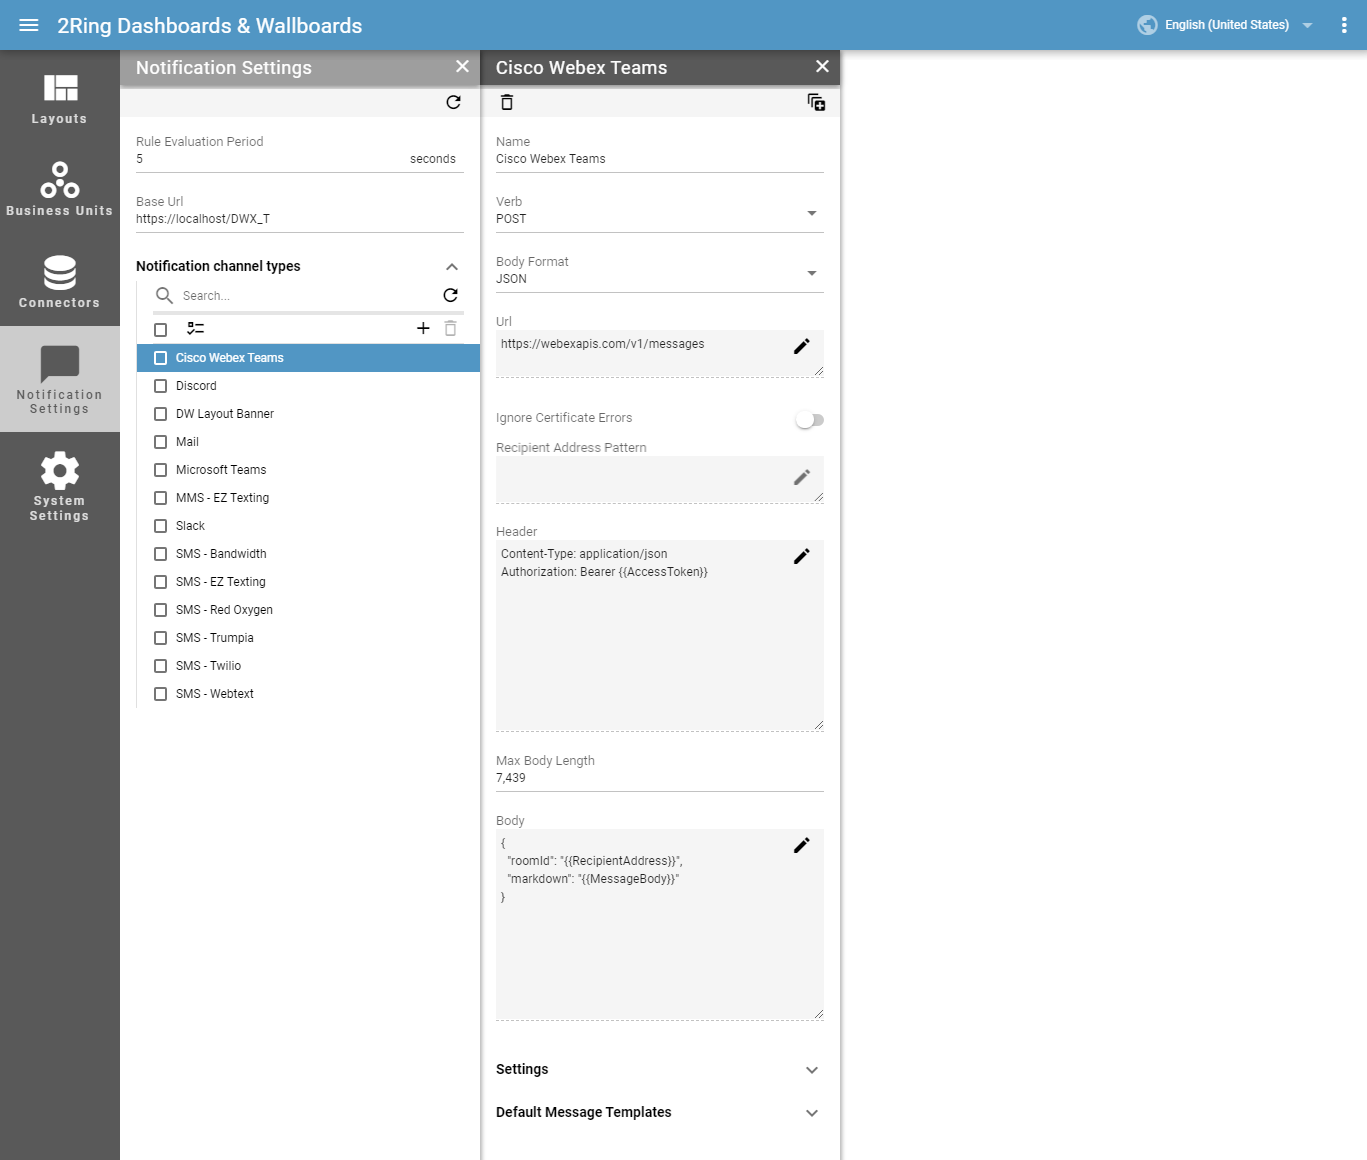 2Ring Dashboards & Wallboards
English (United States)
Layouts
Business Units
Connectors
Notification
Settings
System
Settings
Notification Settings
Rule Evaluation Period
5 seconds
Base Url
https://localhost/DWX_T
Notification channel types
Search...
Cisco Webex Teams
Discord
DW Layout Banner
Mail
Microsoft Teams
MMS - EZ Texting
Slack
SMS - Bandwidth
SMS - EZ Texting
SMS - Red Oxygen
SMS - Trumpia
SMS - Twilio
SMS - Webtext
Cisco Webex Teams
Name
Cisco Webex Teams
Verb
POST
Body Format
JSON
Url
https://webexapis.com/v1/messages
Ignore Certificate Errors
Recipient Address Pattern
Header
Content-Type: application/json
Authorization: Bearer {{AccessToken}}
Max Body Length
7,439
Body
{
"roomId": "{{RecipientAddress}}",
"markdown": "{{MessageBody}}"
}
Settings
Default Message Templates